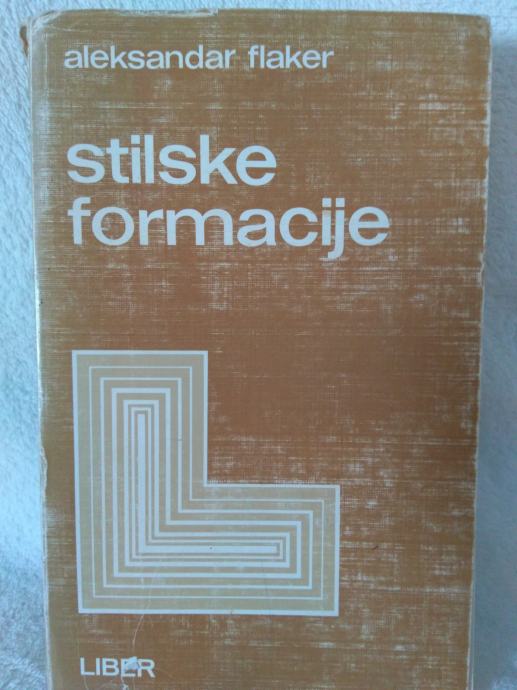 aleksandar flaker
stilske
formacije
LIBER